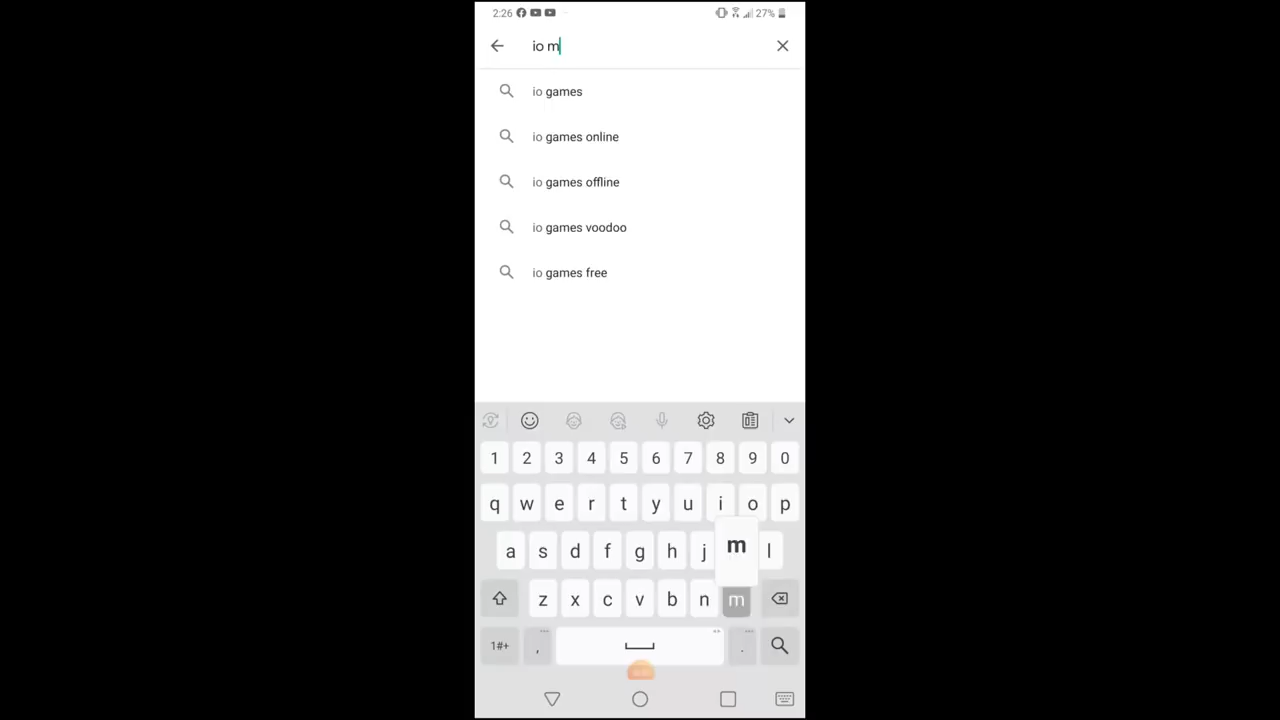 2:26 27%
io m
io games
io games online
io games offline
io games voodoo
io games free
1 2 3 4 5 6 7 8 9 0
q w e r t y u i o p
a s d f g h j m l
z x c v b n m
1#+ , .